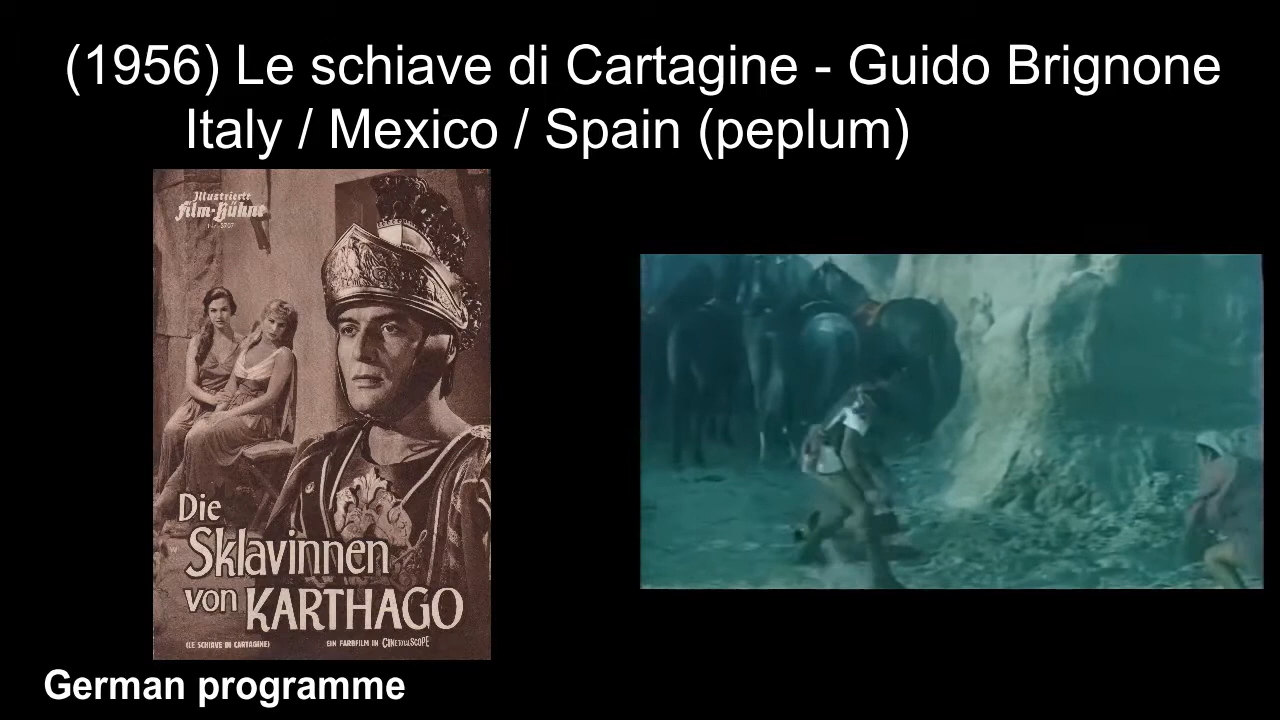 (1956) Le schiave di Cartagine - Guido Brignone
Italy / Mexico / Spain (peplum)
Illustrierte
Film-Bühne
Die
Sklavinnen
von KARTHAGO
(LE SCHIAVE DI CARTAGINE) EIN FARBFILM IN CINETOTALSCOPE
German programme